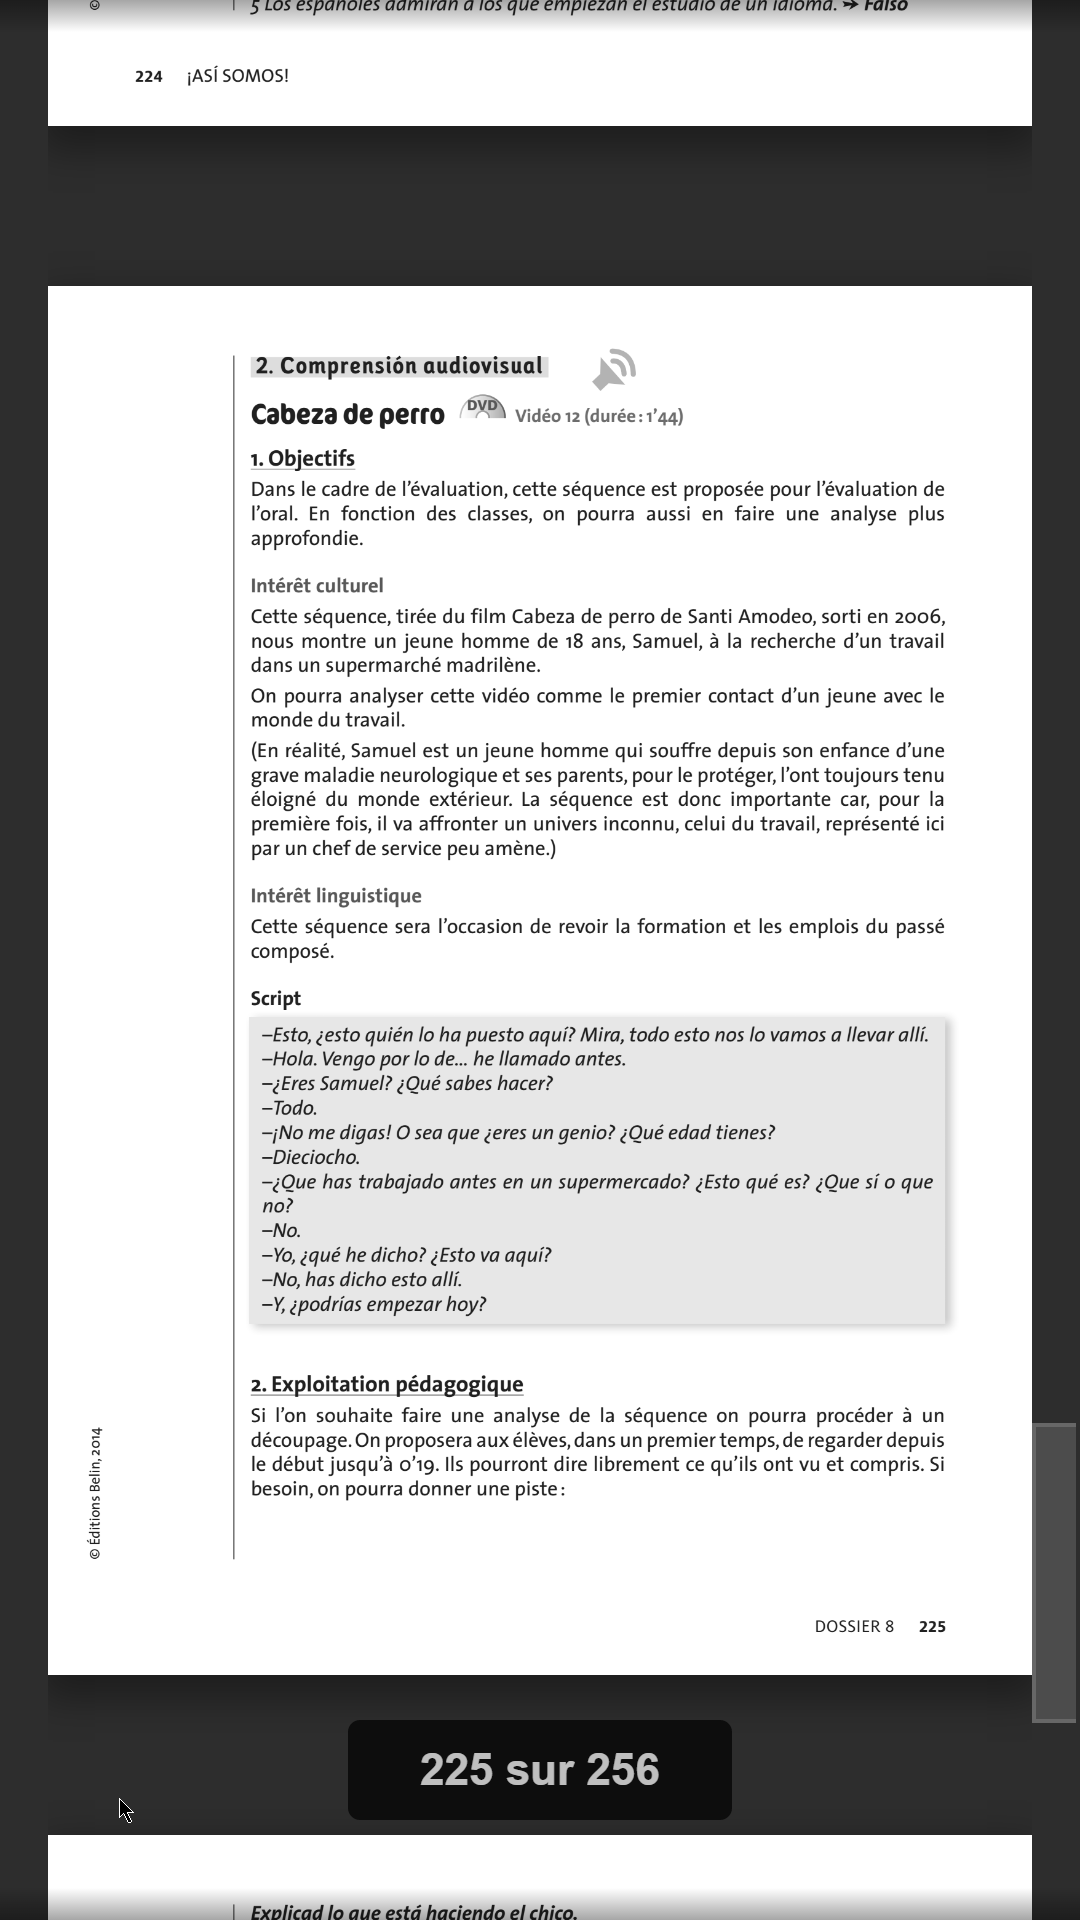 5 Los españoles admiran a los que empiezan el estudio de un idioma. ➔ Falso
©
224 ¡ASÍ SOMOS!
2. Comprensión audiovisual
Cabeza de perro DVD Vidéo 12 (durée : 1’44)
1. Objectifs
Dans le cadre de l’évaluation, cette séquence est proposée pour l’évaluation de
l’oral. En fonction des classes, on pourra aussi en faire une analyse plus
approfondie.
Intérêt culturel
Cette séquence, tirée du film Cabeza de perro de Santi Amodeo, sorti en 2006,
nous montre un jeune homme de 18 ans, Samuel, à la recherche d’un travail
dans un supermarché madrilène.
On pourra analyser cette vidéo comme le premier contact d’un jeune avec le
monde du travail.
(En réalité, Samuel est un jeune homme qui souffre depuis son enfance d’une
grave maladie neurologique et ses parents, pour le protéger, l’ont toujours tenu
éloigné du monde extérieur. La séquence est donc importante car, pour la
première fois, il va affronter un univers inconnu, celui du travail, représenté ici
par un chef de service peu amène.)
Intérêt linguistique
Cette séquence sera l’occasion de revoir la formation et les emplois du passé
composé.
Script
–Esto, ¿esto quién lo ha puesto aquí? Mira, todo esto nos lo vamos a llevar allí.
–Hola. Vengo por lo de... he llamado antes.
–¿Eres Samuel? ¿Qué sabes hacer?
–Todo.
–¡No me digas! O sea que ¿eres un genio? ¿Qué edad tienes?
–Dieciocho.
–¿Que has trabajado antes en un supermercado? ¿Esto qué es? ¿Que sí o que
no?
–No.
–Yo, ¿qué he dicho? ¿Esto va aquí?
–No, has dicho esto allí.
–Y, ¿podrías empezar hoy?
2. Exploitation pédagogique
Si l’on souhaite faire une analyse de la séquence on pourra procéder à un
découpage. On proposera aux élèves, dans un premier temps, de regarder depuis
le début jusqu’à 0’19. Ils pourront dire librement ce qu’ils ont vu et compris. Si
besoin, on pourra donner une piste :
© Éditions Belin, 2014
DOSSIER 8 225
225 sur 256
Explicad lo que está haciendo el chico.